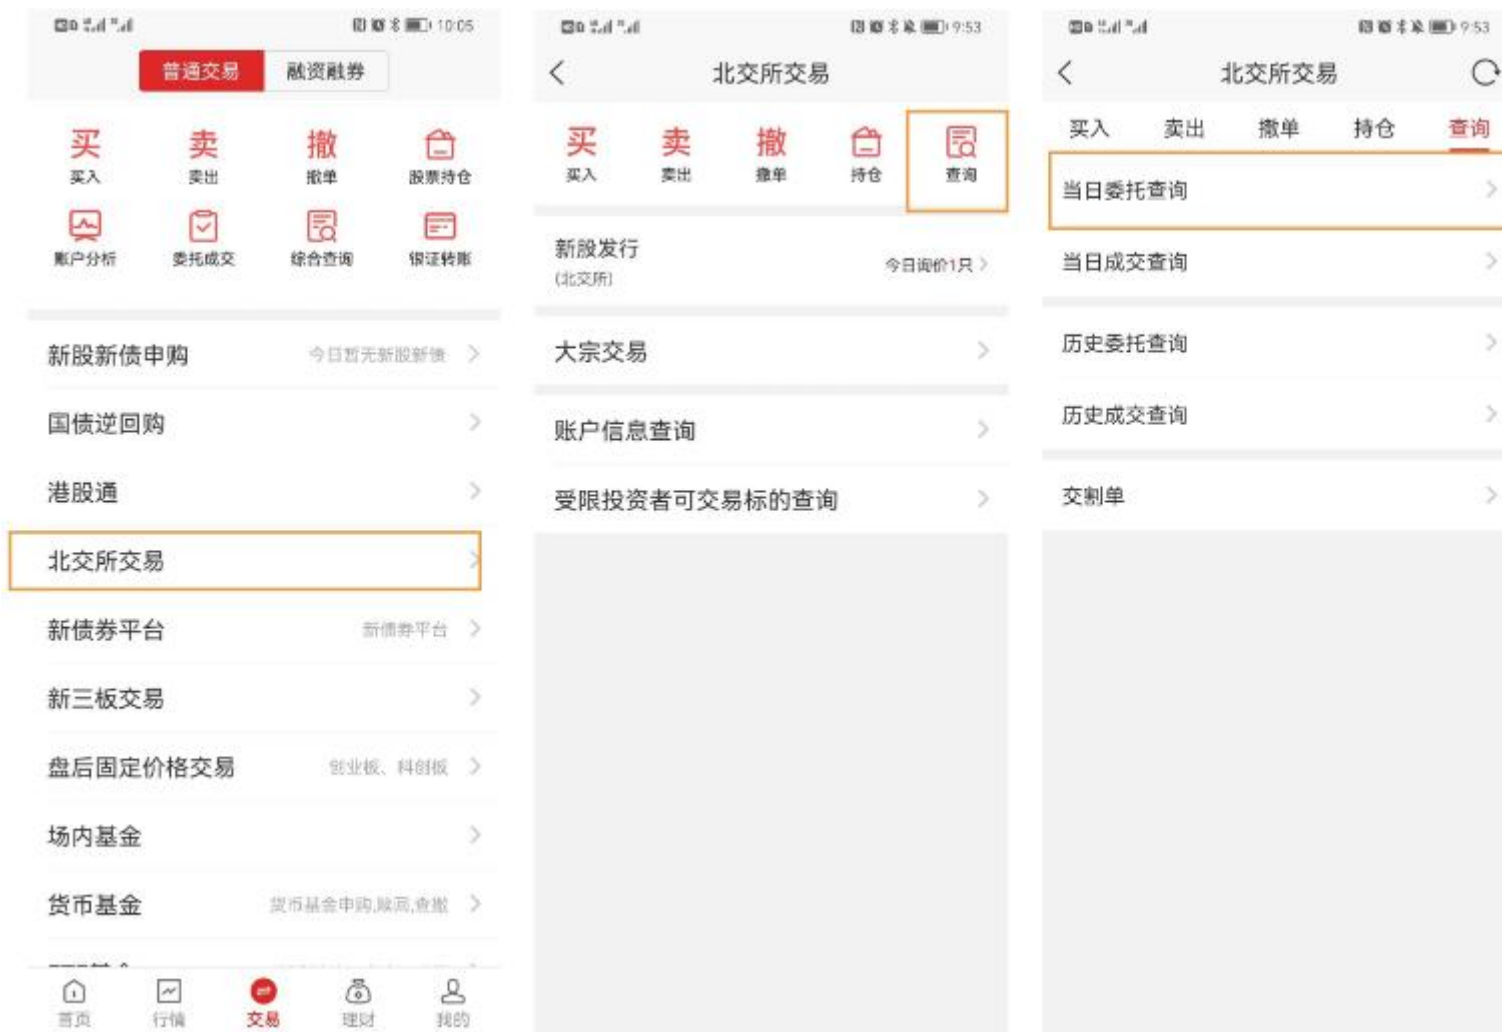 10:05
普通交易 融资融券
买 卖 撤
买入 卖出 撤单 股票持仓
账户分析 委托成交 综合查询 银证转账
新股新债申购 今日暂无新股新债
国债逆回购
港股通
北交所交易
新债券平台 新债券平台
新三板交易
盘后固定价格交易 创业板、科创板
场内基金
货币基金 货币基金申购,赎回,查撤
首页 行情 交易 理财 我的
9:53
北交所交易
买 卖 撤
买入 卖出 撤单 持仓 查询
新股发行
(北交所)
今日询价1只
大宗交易
账户信息查询
受限投资者可交易标的查询
9:53
北交所交易
买入 卖出 撤单 持仓 查询
当日委托查询
当日成交查询
历史委托查询
历史成交查询
交割单